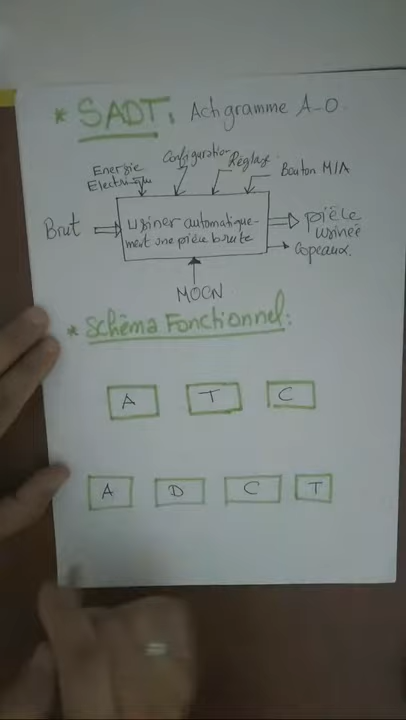 * SADT: Actigramme A-0
Energie Electrique
Configuration
Réglage
Bouton M/A
Brut
usiner automatique-
ment une pièce brute
pièce
usinée
copeaux.
MOCN
* Schéma Fonctionnel:
A T C
A D C T